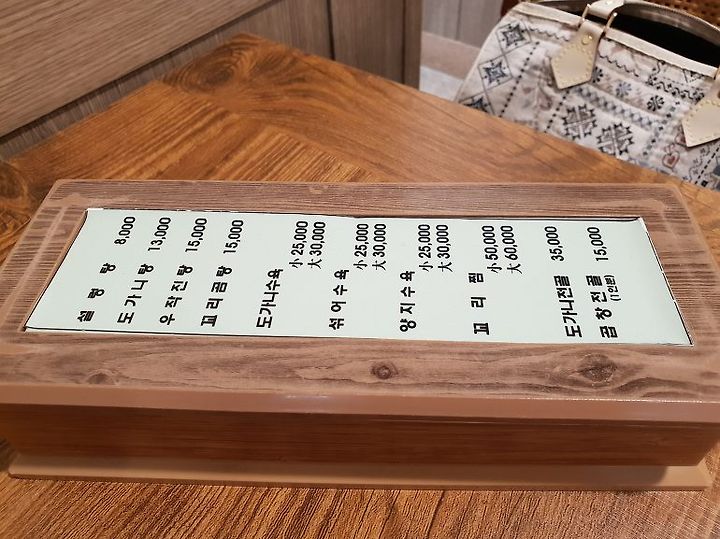 설렁탕 8,000
도가니탕 13,000
우작진탕 15,000
꼬리곰탕 15,000
도가니수육 小 25,000
大 30,000
섞어수육 小 25,000
大 30,000
양지수육 小 25,000
大 30,000
꼬리찜 小 50,000
大 60,000
도가니전골 35,000
곰창전골 15,000
(1인분)